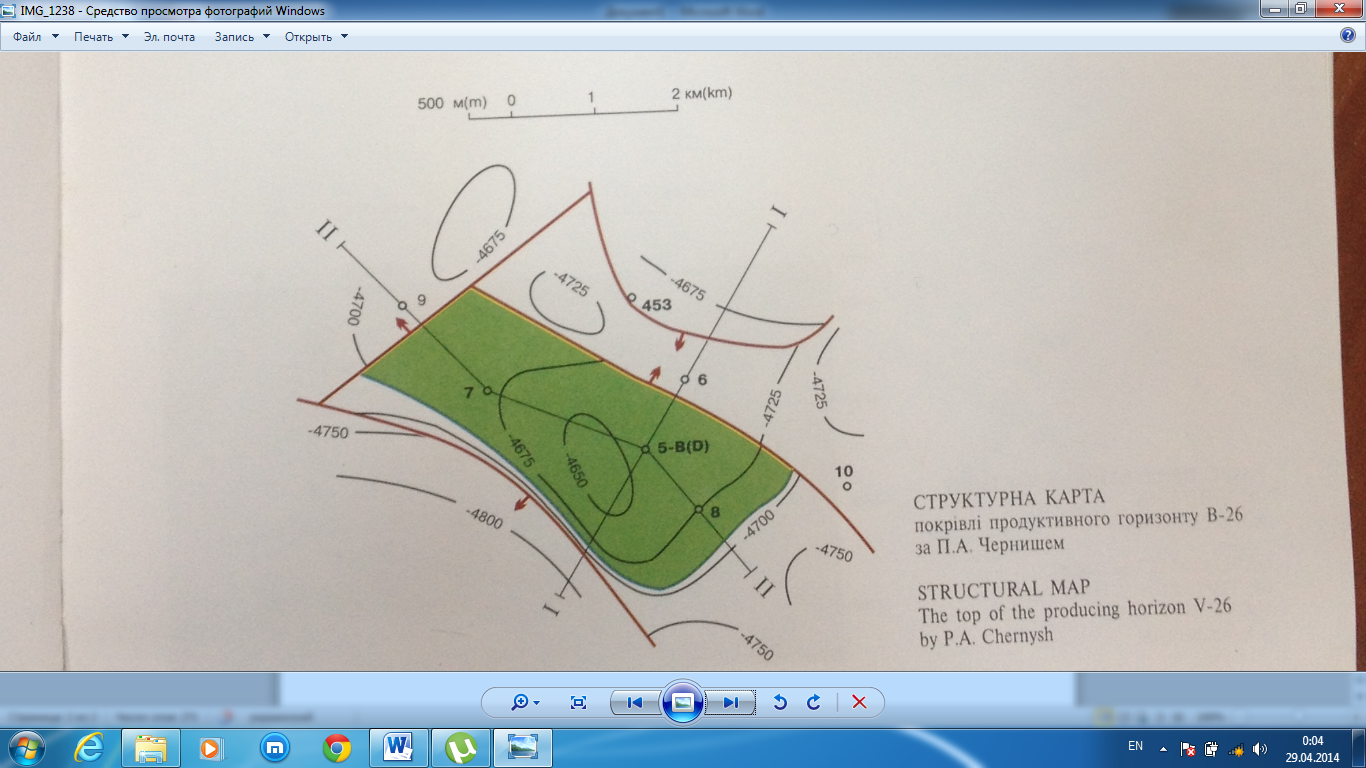 IMG_1238 - Средство просмотра фотографий Windows
Файл Печать Эл. почта Запись Открыть
500 м(m) 0 1 2 км(km)
I
II
-4675
-4725
-4675
9
453
-4700
6
7
-4725
-4725
-4750
-4675
-4650
5-В(D)
10
8
-4800
-4700
-4750
II
I
-4750
СТРУКТУРНА КАРТА
покрівлі продуктивного горизонту В-26
за П.А. Чернишем
STRUCTURAL MAP
The top of the producing horizon V-26
by P.A. Chernysh
EN
0:04
29.04.2014